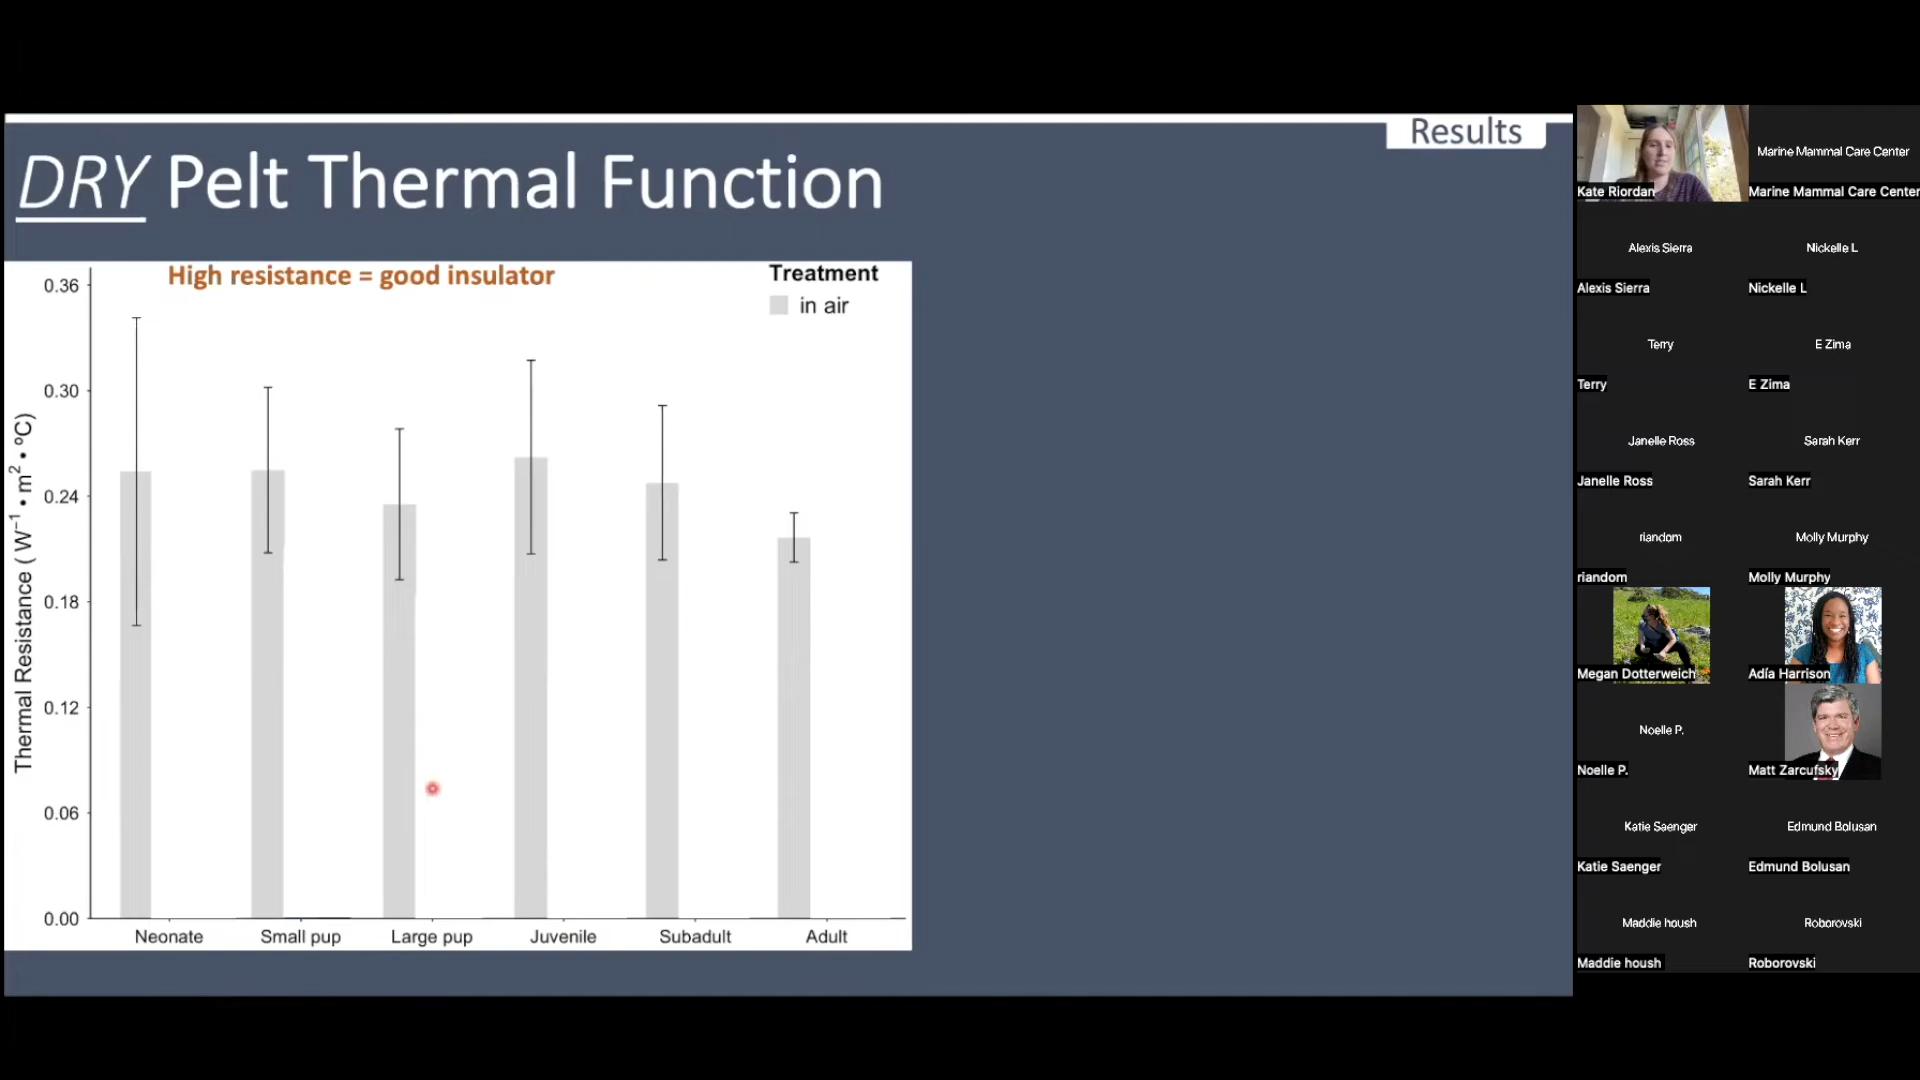 Results
DRY Pelt Thermal Function
High resistance = good insulator
Treatment
in air
Thermal Resistance ( W⁻¹ • m² • ºC)
0.36
0.30
0.24
0.18
0.12
0.06
0.00
Neonate Small pup Large pup Juvenile Subadult Adult
Kate Riordan
Marine Mammal Care Center
Marine Mammal Care Center
Alexis Sierra
Alexis Sierra
Nickelle L
Nickelle L
Terry
Terry
E Zima
E Zima
Janelle Ross
Janelle Ross
Sarah Kerr
Sarah Kerr
riandom
riandom
Molly Murphy
Molly Murphy
Megan Dotterweich
Adía Harrison
Noelle P.
Noelle P.
Matt Zarcufsky
Katie Saenger
Katie Saenger
Edmund Bolusan
Edmund Bolusan
Maddie housh
Maddie housh
Roborovski
Roborovski